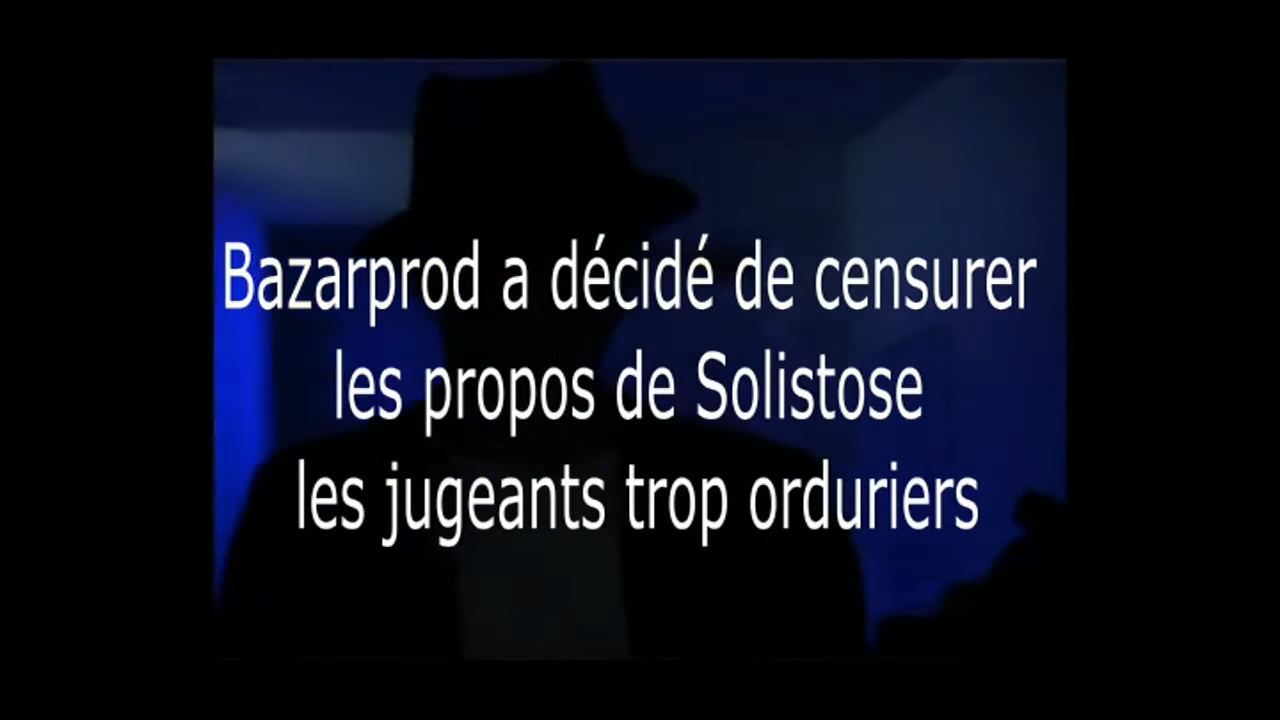 Bazarprod a décidé de censurer
les propos de Solistose
les jugeants trop orduriers